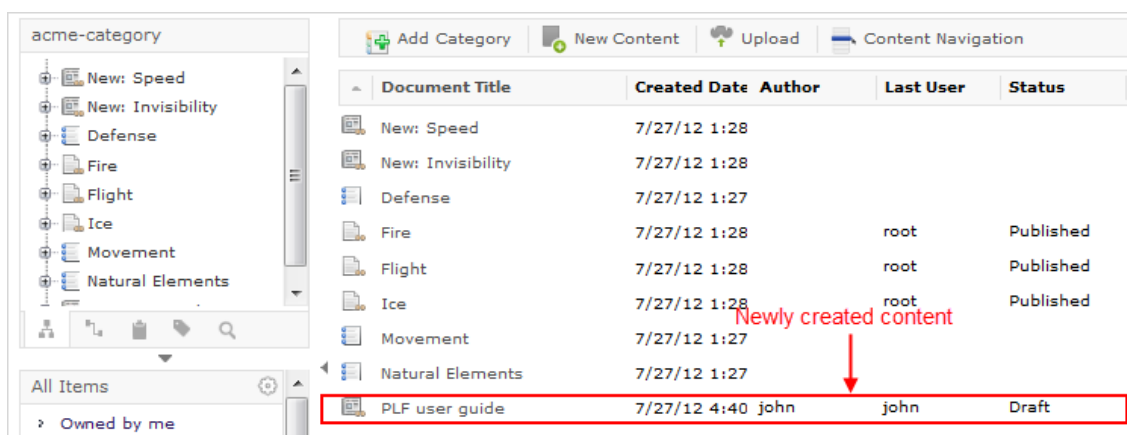 acme-category
New: Speed
New: Invisibility
Defense
Fire
Flight
Ice
Movement
Natural Elements
All Items
Owned by me
Add Category New Content Upload Content Navigation
Document Title Created Date Author Last User Status
New: Speed 7/27/12 1:28
New: Invisibility 7/27/12 1:28
Defense 7/27/12 1:27
Fire 7/27/12 1:28 root Published
Flight 7/27/12 1:28 root Published
Ice 7/27/12 1:28 root Published
Newly created content
Movement 7/27/12 1:27
Natural Elements 7/27/12 1:27
PLF user guide 7/27/12 4:40 john john Draft